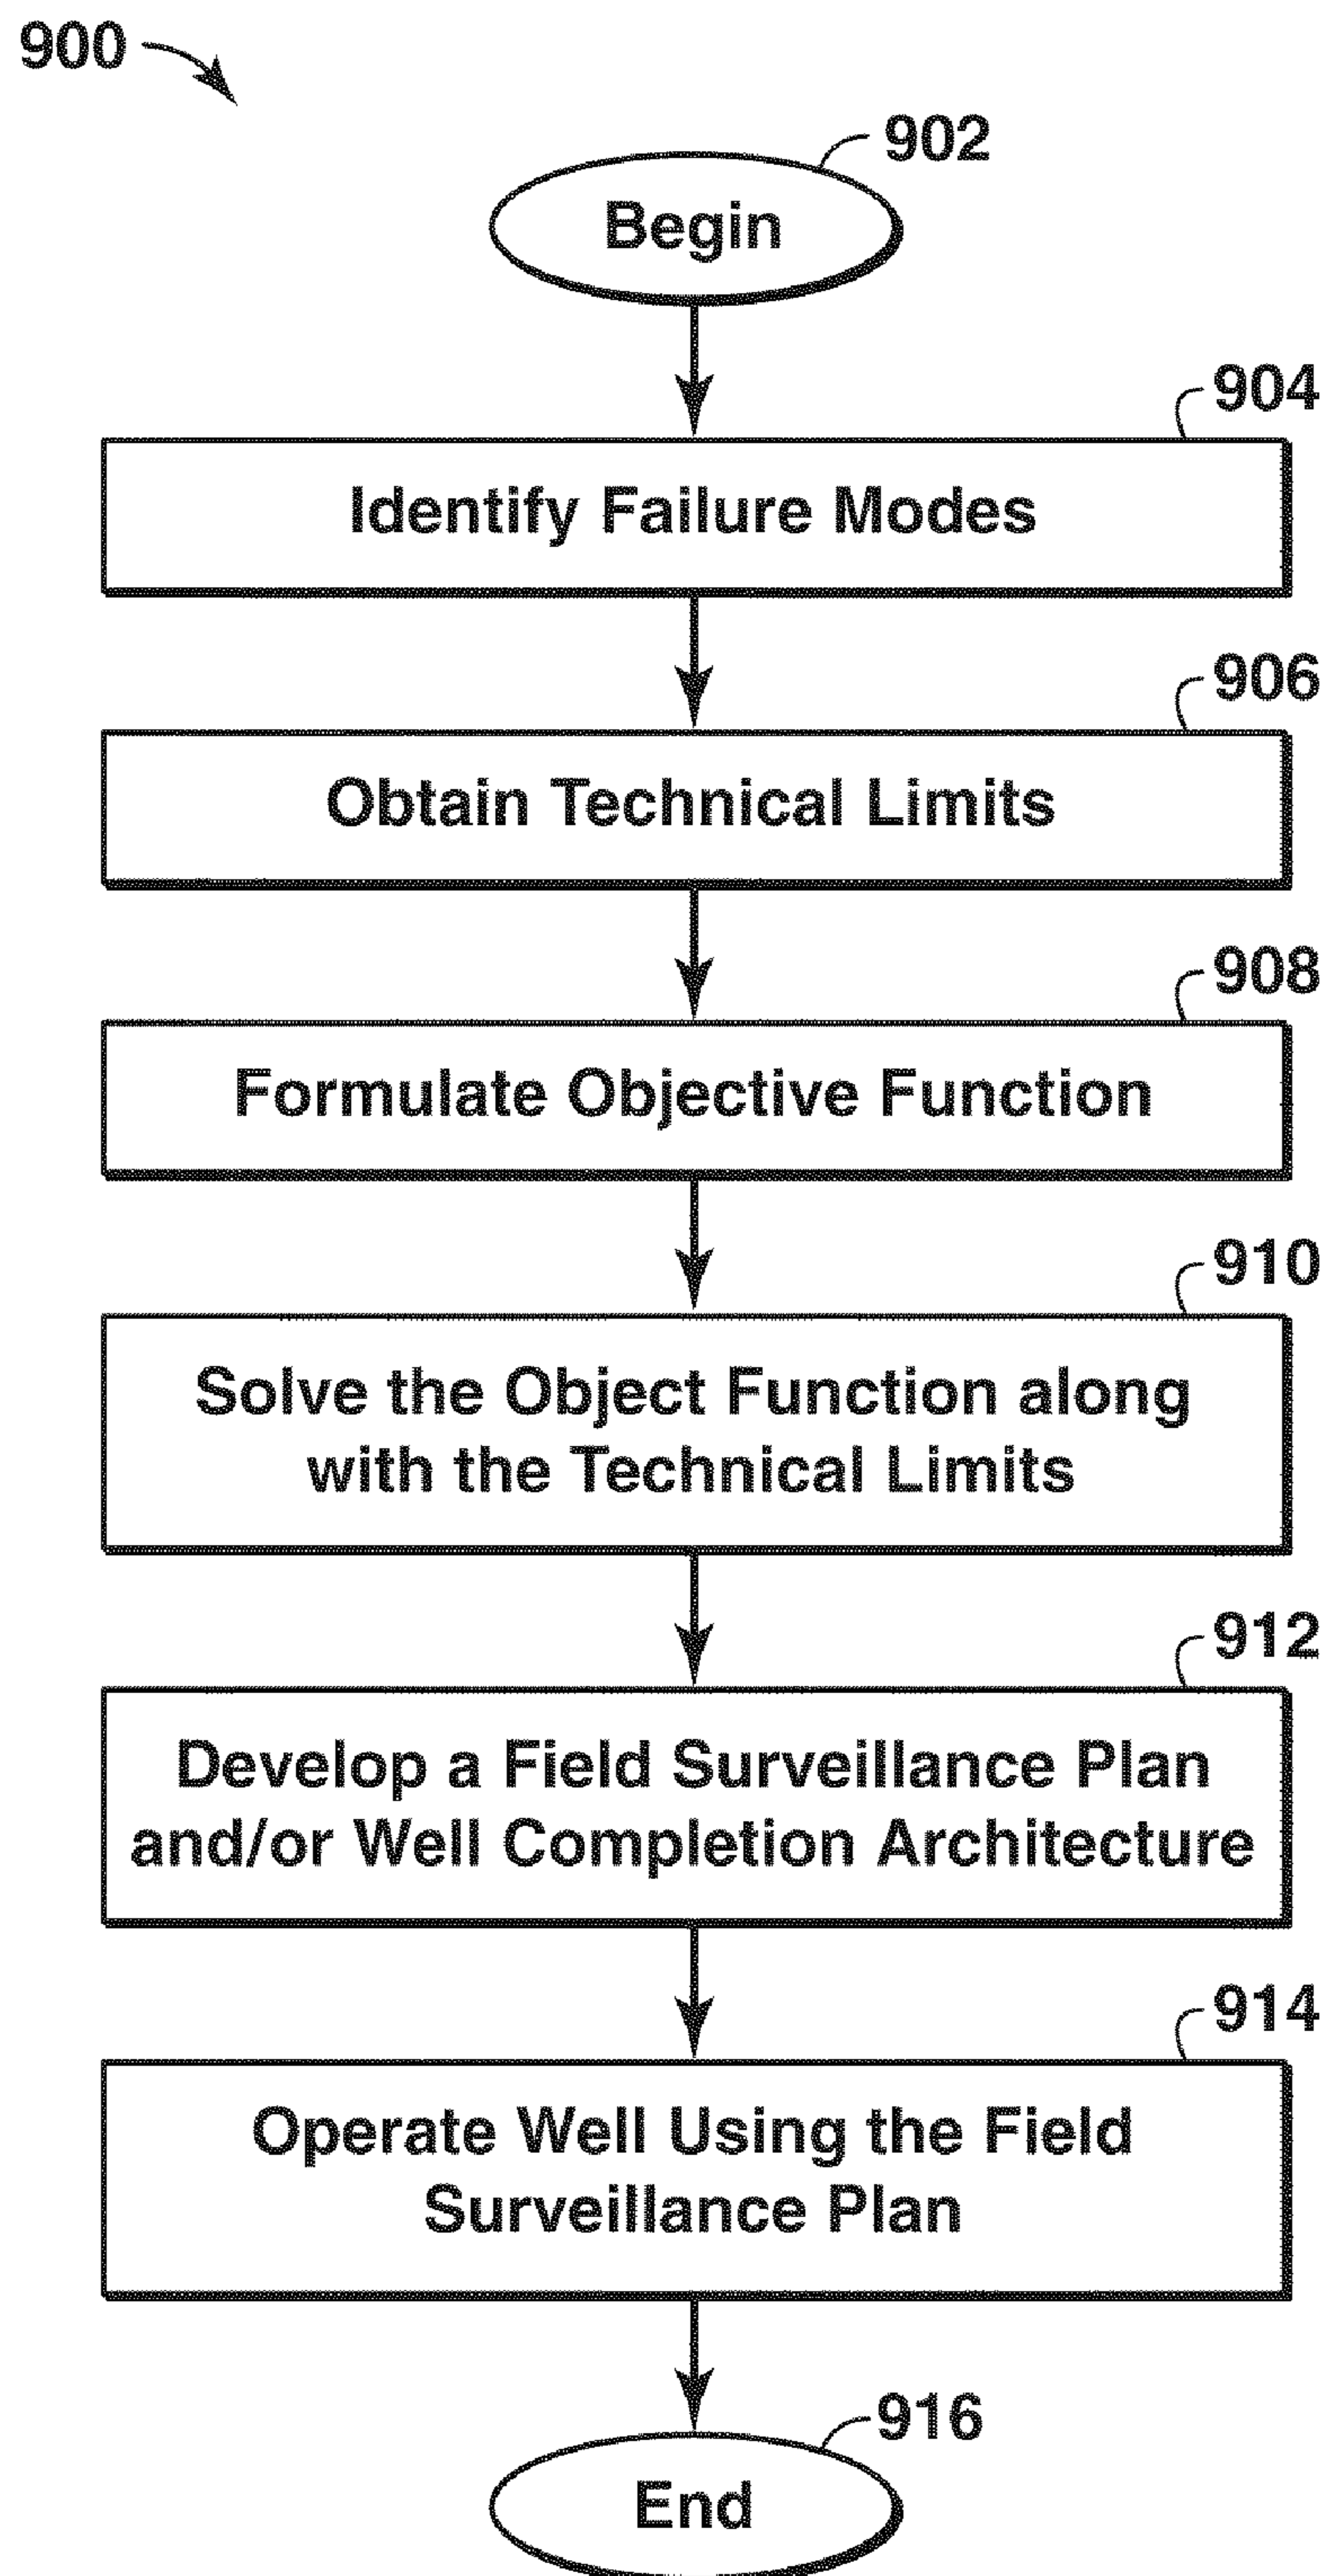 900
902
Begin
904
Identify Failure Modes
906
Obtain Technical Limits
908
Formulate Objective Function
910
Solve the Object Function along
with the Technical Limits
912
Develop a Field Surveillance Plan
and/or Well Completion Architecture
914
Operate Well Using the Field
Surveillance Plan
916
End